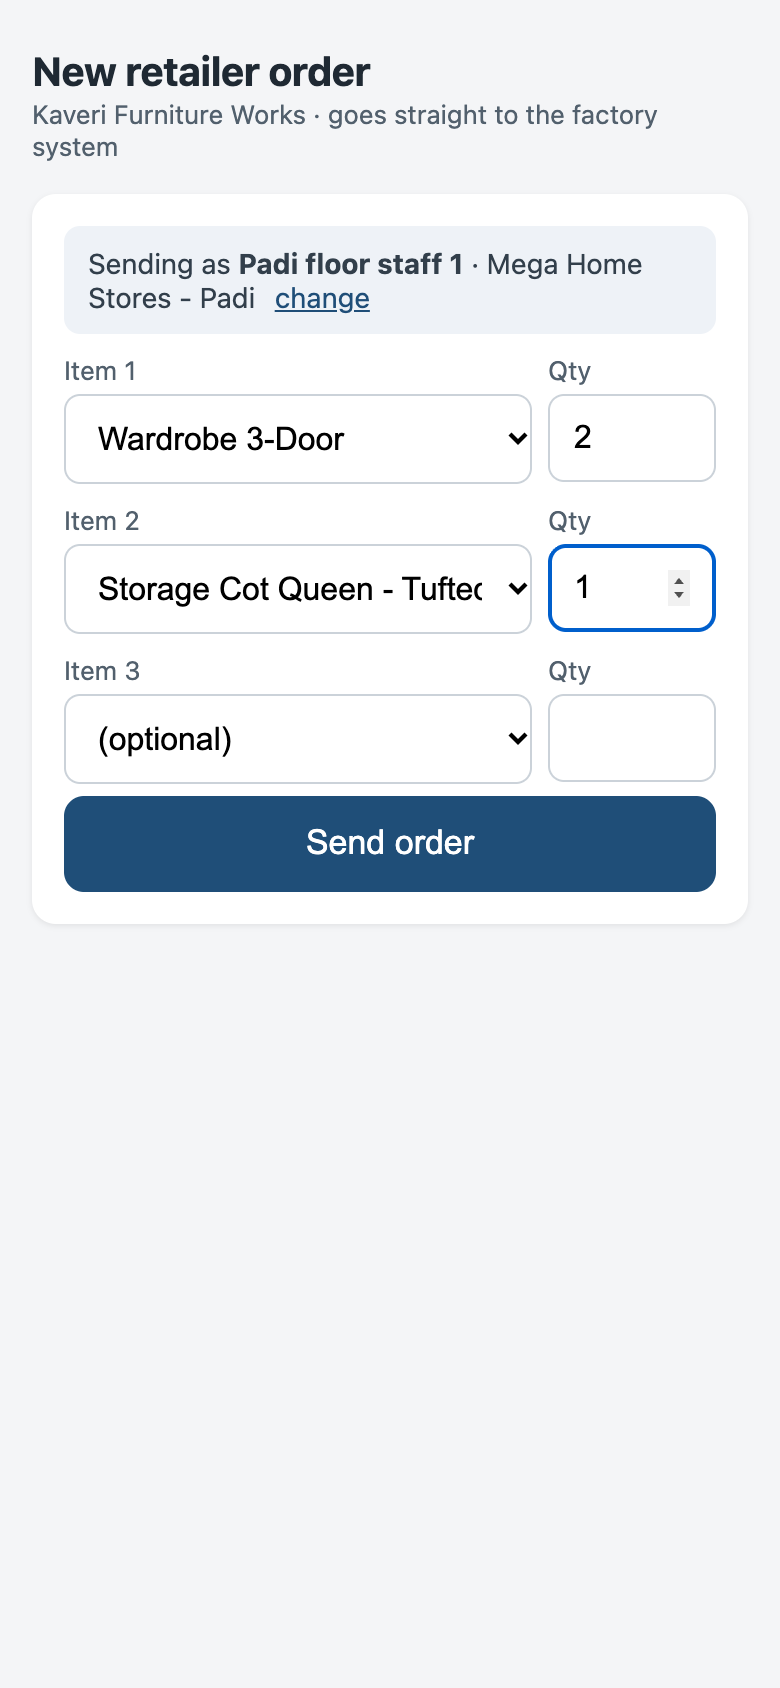 New retailer order
Kaveri Furniture Works · goes straight to the factory
system
Sending as Padi floor staff 1 · Mega Home
Stores - Padi change
Item 1 Qty
Wardrobe 3-Door 2
Item 2 Qty
Storage Cot Queen - Tufted 1
Item 3 Qty
(optional)
Send order